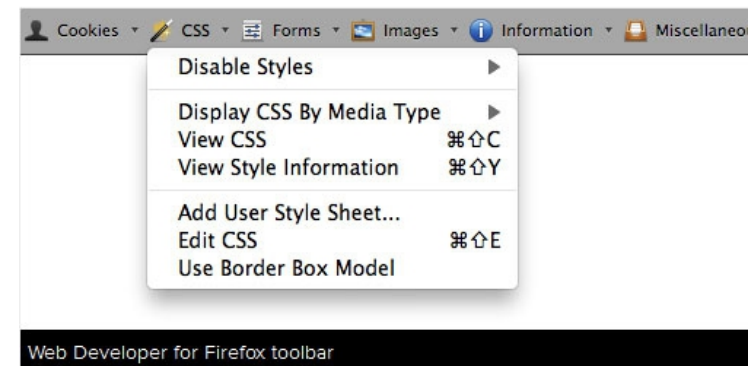 Cookies CSS Forms Images Information Miscellaneou
Disable Styles
Display CSS By Media Type
View CSS ⌘⇧C
View Style Information ⌘⇧Y
Add User Style Sheet...
Edit CSS ⌘⇧E
Use Border Box Model
Web Developer for Firefox toolbar